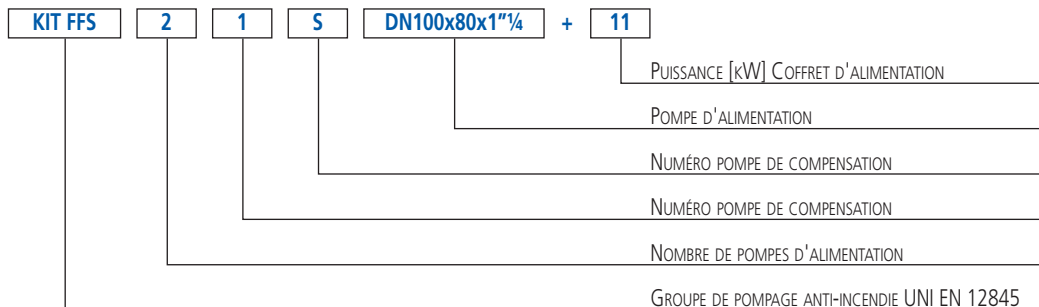 KIT FFS 2 1 S DN100x80x1"¼ + 11
Puissance [kW] Coffret d'alimentation
Pompe d'alimentation
Numéro pompe de compensation
Numéro pompe de compensation
Nombre de pompes d'alimentation
Groupe de pompage anti-incendie UNI EN 12845